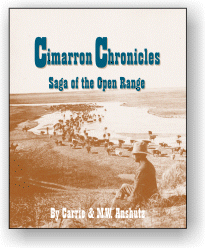 Cimarron Chronicles
Saga of the Open Range
By Carrie & M.W. Anshutz